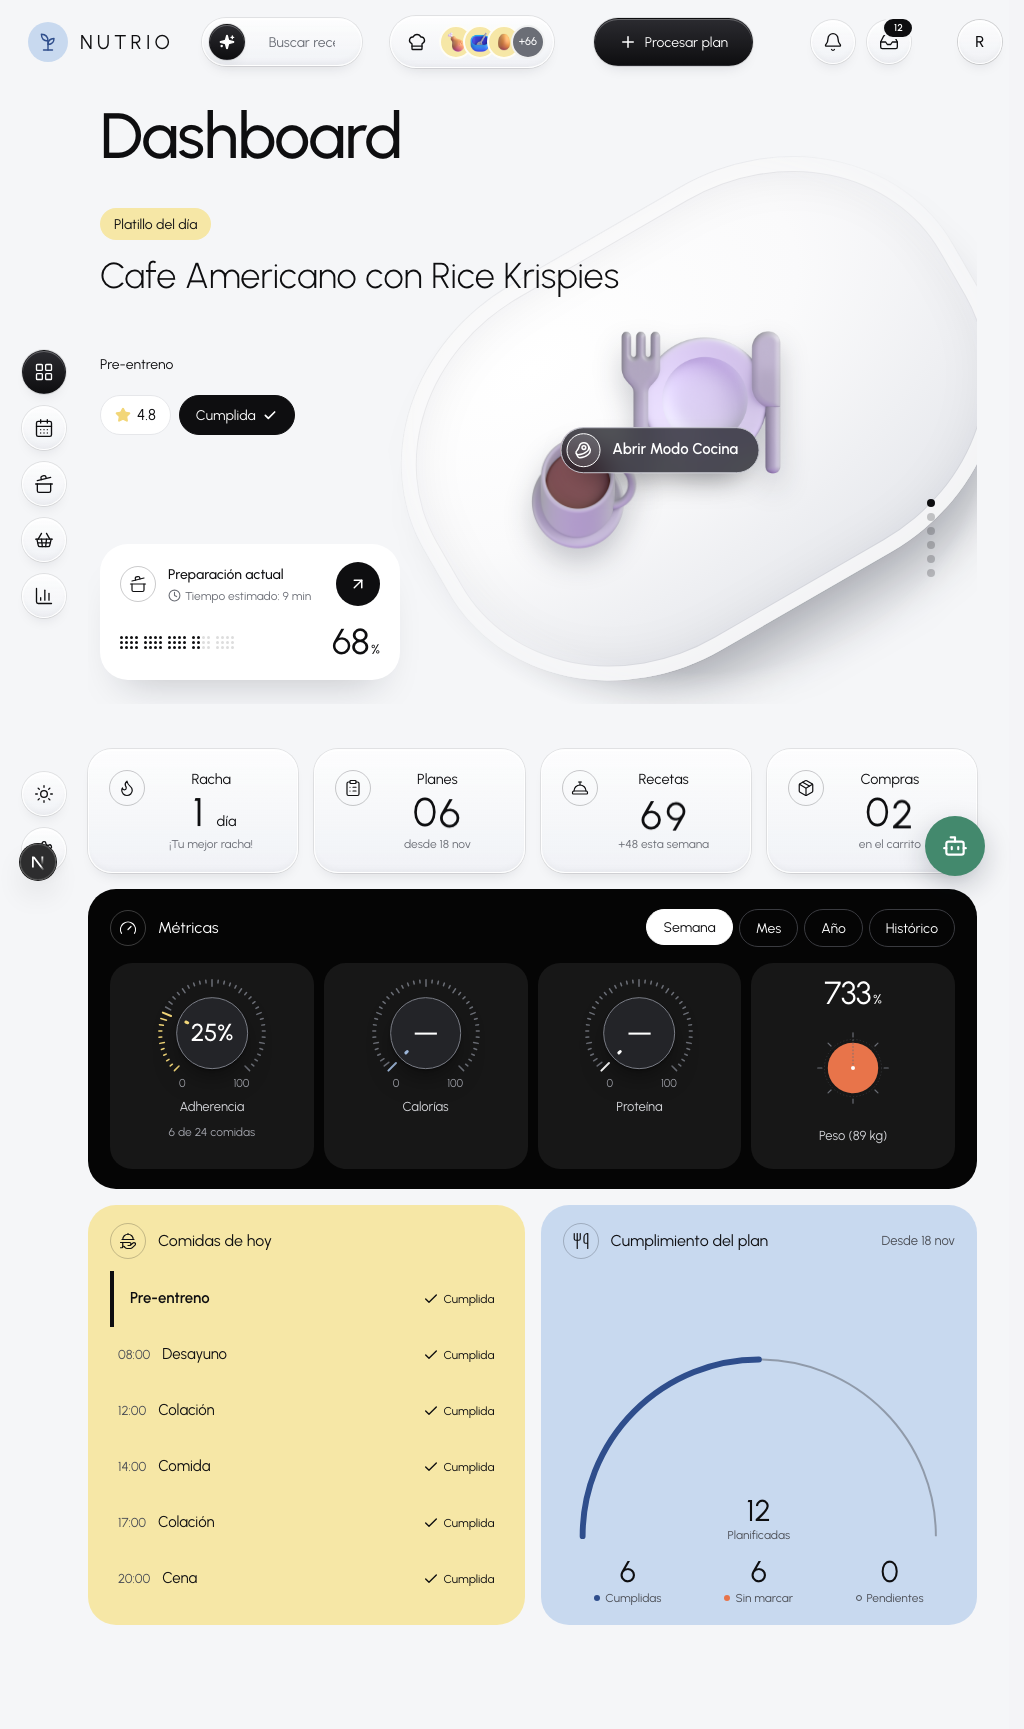 NUTRIO
Buscar rece
+66
Procesar plan
12
R
Dashboard
Platillo del día
Cafe Americano con Rice Krispies
Pre-entreno
4.8
Cumplida
Abrir Modo Cocina
Preparación actual
Tiempo estimado: 9 min
68%
Racha
1 día
¡Tu mejor racha!
Planes
06
desde 18 nov
Recetas
69
+48 esta semana
Compras
02
en el carrito
N
Métricas
Semana
Mes
Año
Histórico
25%
0 100
Adherencia
6 de 24 comidas
—
0 100
Calorías
—
0 100
Proteína
733%
Peso (89 kg)
Comidas de hoy
Pre-entreno Cumplida
08:00 Desayuno Cumplida
12:00 Colación Cumplida
14:00 Comida Cumplida
17:00 Colación Cumplida
20:00 Cena Cumplida
Cumplimiento del plan
Desde 18 nov
12
Planificadas
6
Cumplidas
6
Sin marcar
0
Pendientes